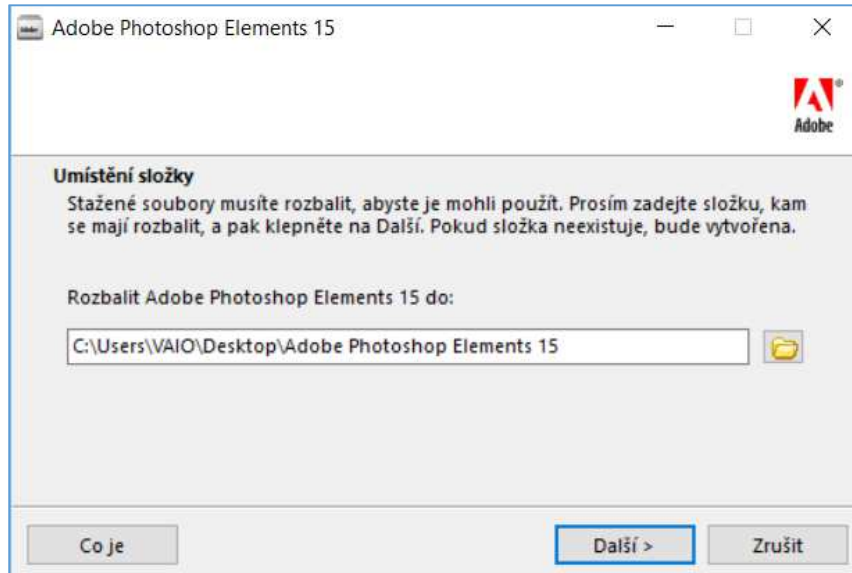 Adobe Photoshop Elements 15
Adobe
Umístění složky
Stažené soubory musíte rozbalit, abyste je mohli použít. Prosím zadejte složku, kam
se mají rozbalit, a pak klepněte na Další. Pokud složka neexistuje, bude vytvořena.
Rozbalit Adobe Photoshop Elements 15 do:
C:\Users\VAIO\Desktop\Adobe Photoshop Elements 15
Co je
Další >
Zrušit